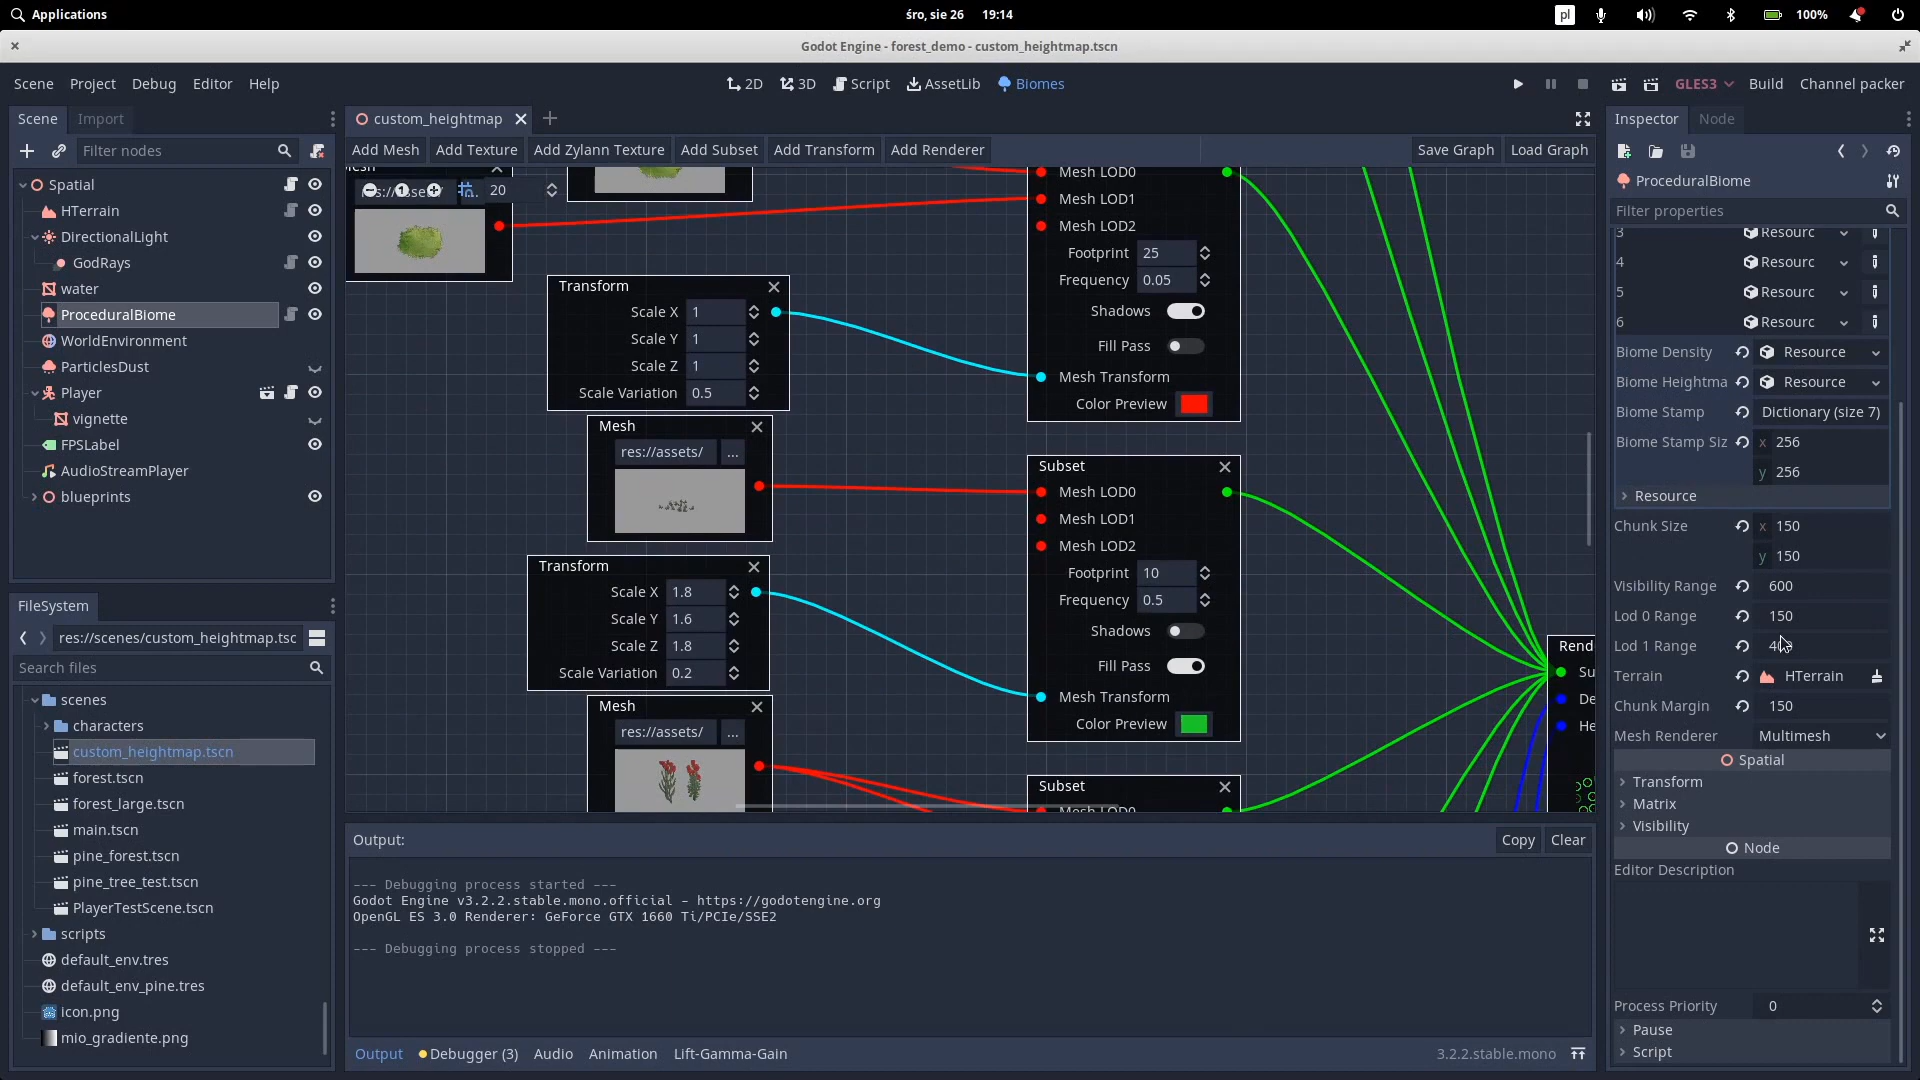 Applications
śro, sie 26 19:14
pl
100%
Godot Engine - forest_demo - custom_heightmap.tscn
Scene Project Debug Editor Help
2D 3D Script AssetLib Biomes
GLES3 Build Channel packer
Scene Import
Filter nodes
Spatial
HTerrain
DirectionalLight
GodRays
water
ProceduralBiome
WorldEnvironment
ParticlesDust
Player
vignette
FPSLabel
AudioStreamPlayer
blueprints
FileSystem
res://scenes/custom_heightmap.tsc
Search files
scenes
characters
custom_heightmap.tscn
forest.tscn
forest_large.tscn
main.tscn
pine_forest.tscn
pine_tree_test.tscn
PlayerTestScene.tscn
scripts
default_env.tres
default_env_pine.tres
icon.png
mio_gradiente.png
custom_heightmap
Add Mesh Add Texture Add Zylann Texture Add Subset Add Transform Add Renderer Save Graph Load Graph
20
Transform
Scale X 1
Scale Y 1
Scale Z 1
Scale Variation 0.5
Mesh
res://assets/ ...
Transform
Scale X 1.8
Scale Y 1.6
Scale Z 1.8
Scale Variation 0.2
Mesh
res://assets/ ...
Mesh LOD0
Mesh LOD1
Mesh LOD2
Footprint 25
Frequency 0.05
Shadows
Fill Pass
Mesh Transform
Color Preview
Subset
Mesh LOD0
Mesh LOD1
Mesh LOD2
Footprint 10
Frequency 0.5
Shadows
Fill Pass
Mesh Transform
Color Preview
Subset
Mesh LOD0
Rend
Su
De
He
Output: Copy Clear
--- Debugging process started ---
Godot Engine v3.2.2.stable.mono.official - https://godotengine.org
OpenGL ES 3.0 Renderer: GeForce GTX 1660 Ti/PCIe/SSE2
--- Debugging process stopped ---
Output Debugger (3) Audio Animation Lift-Gamma-Gain 3.2.2.stable.mono
Inspector Node
ProceduralBiome
Filter properties
3 Resourc
4 Resourc
5 Resourc
6 Resourc
Biome Density Resource
Biome Heightma Resource
Biome Stamp Dictionary (size 7)
Biome Stamp Siz x 256
y 256
Resource
Chunk Size x 150
y 150
Visibility Range 600
Lod 0 Range 150
Lod 1 Range
Terrain HTerrain
Chunk Margin 150
Mesh Renderer Multimesh
Spatial
Transform
Matrix
Visibility
Node
Editor Description
Process Priority 0
Pause
Script